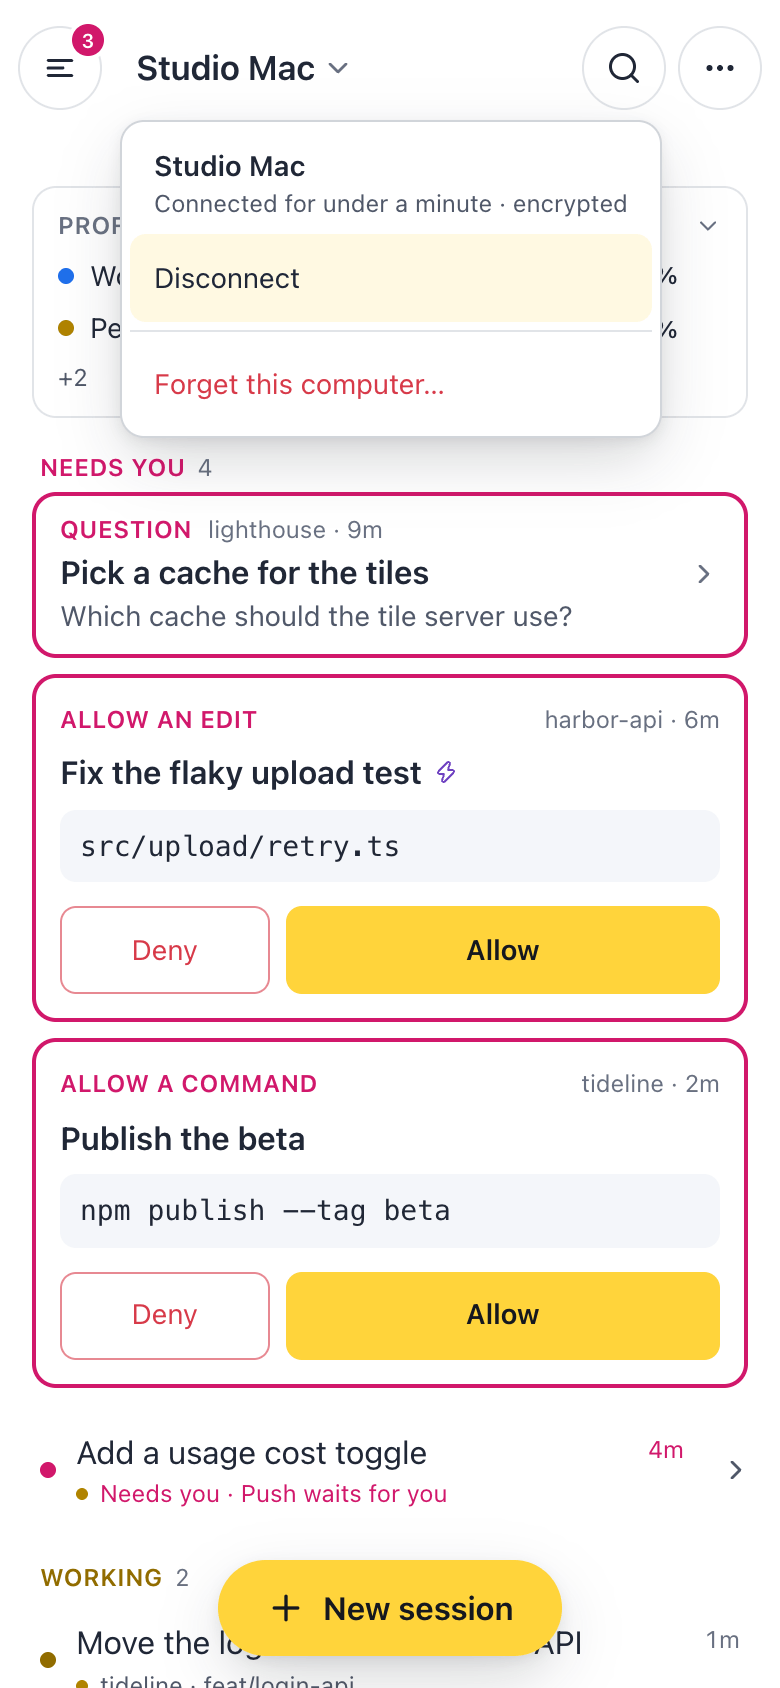 3
Studio Mac
Studio Mac
Connected for under a minute · encrypted
Disconnect
Forget this computer...
+2
NEEDS YOU 4
QUESTION lighthouse · 9m
Pick a cache for the tiles
Which cache should the tile server use?
ALLOW AN EDIT harbor-api · 6m
Fix the flaky upload test
src/upload/retry.ts
Deny Allow
ALLOW A COMMAND tideline · 2m
Publish the beta
npm publish --tag beta
Deny Allow
Add a usage cost toggle 4m
Needs you · Push waits for you
WORKING 2
+ New session
Move the API 1m
tideline · feat/login-api